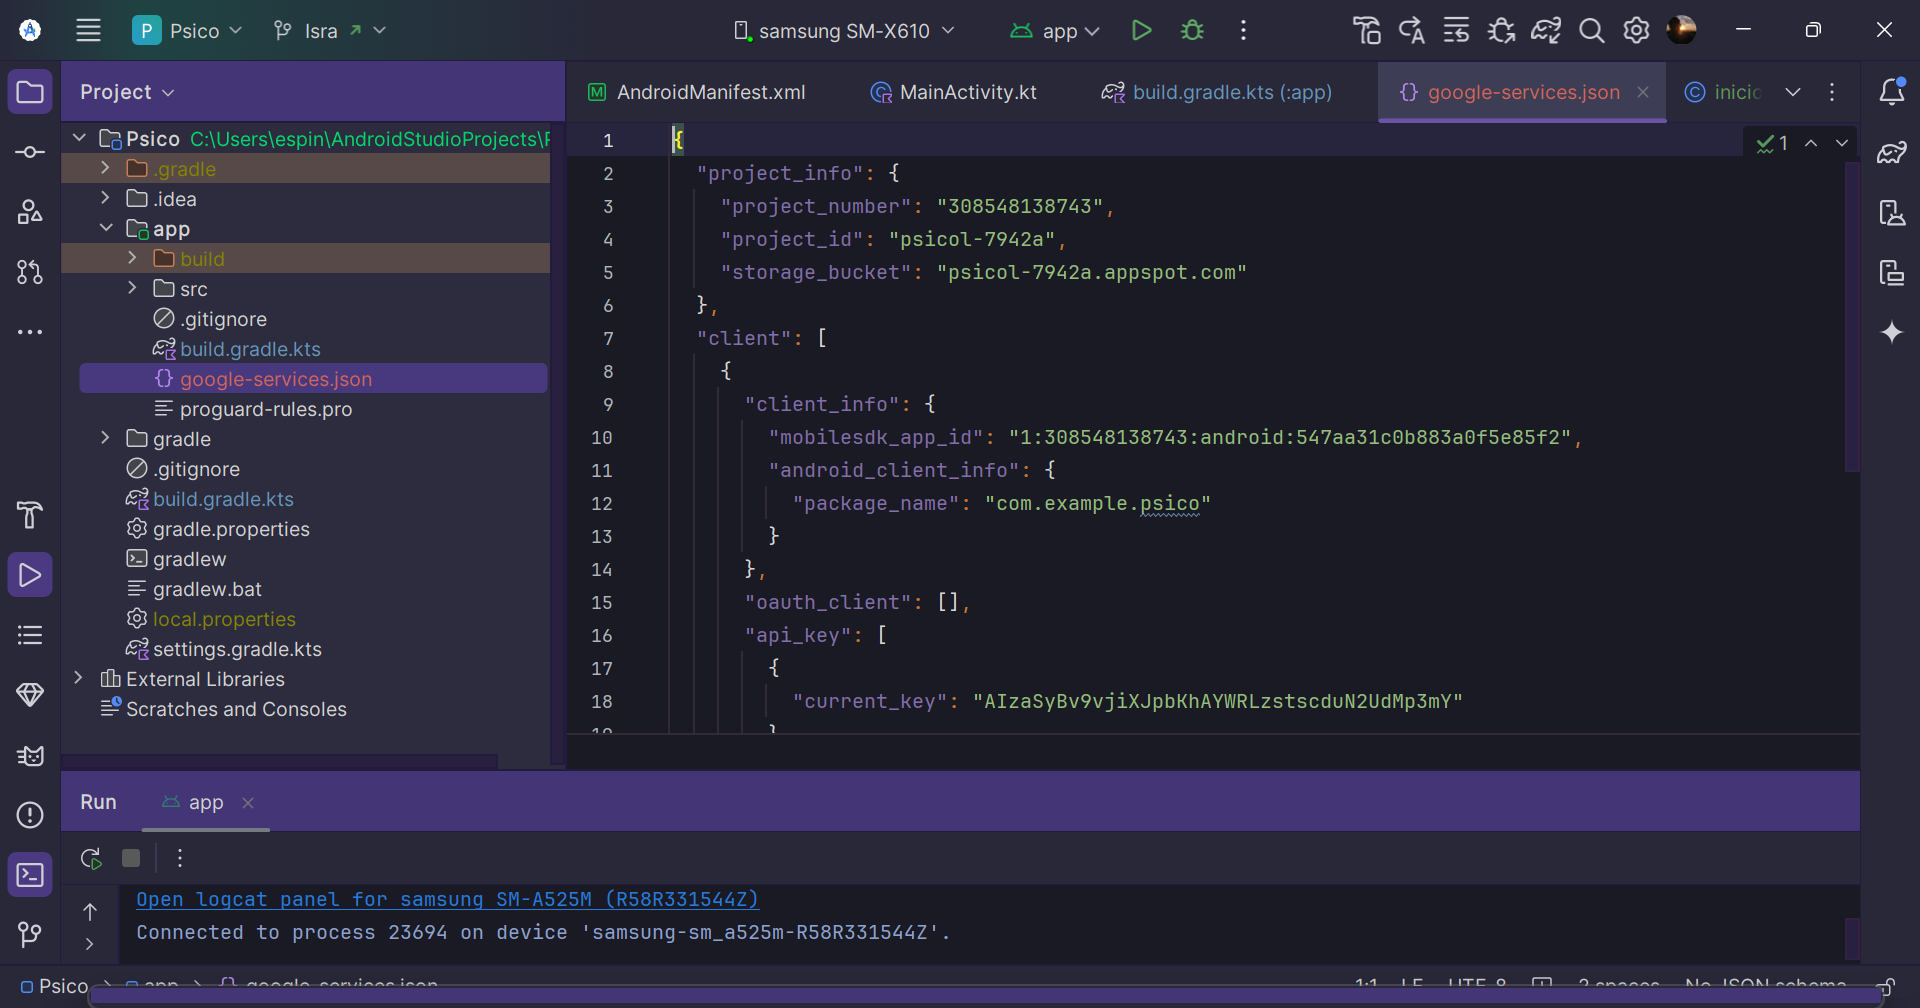 P Psico Isra samsung SM-X610 app
Project
AndroidManifest.xml MainActivity.kt build.gradle.kts (:app) google-services.json inicio
Psico C:\Users\espin\AndroidStudioProjects\P
.gradle
.idea
app
build
src
.gitignore
build.gradle.kts
google-services.json
proguard-rules.pro
gradle
.gitignore
build.gradle.kts
gradle.properties
gradlew
gradlew.bat
local.properties
settings.gradle.kts
External Libraries
Scratches and Consoles
1 {
2 "project_info": {
3 "project_number": "308548138743",
4 "project_id": "psicol-7942a",
5 "storage_bucket": "psicol-7942a.appspot.com"
6 },
7 "client": [
8 {
9 "client_info": {
10 "mobilesdk_app_id": "1:308548138743:android:547aa31c0b883a0f5e85f2",
11 "android_client_info": {
12 "package_name": "com.example.psico"
13 }
14 },
15 "oauth_client": [],
16 "api_key": [
17 {
18 "current_key": "AIzaSyBv9vjiXJpbKhAYWRLzstscduN2UdMp3mY"
19 }
1
Run app
Open logcat panel for samsung SM-A525M (R58R331544Z)
Connected to process 23694 on device 'samsung-sm_a525m-R58R331544Z'.
Psico app google-services.json 1:1 LF UTF-8 2 spaces No JSON schema